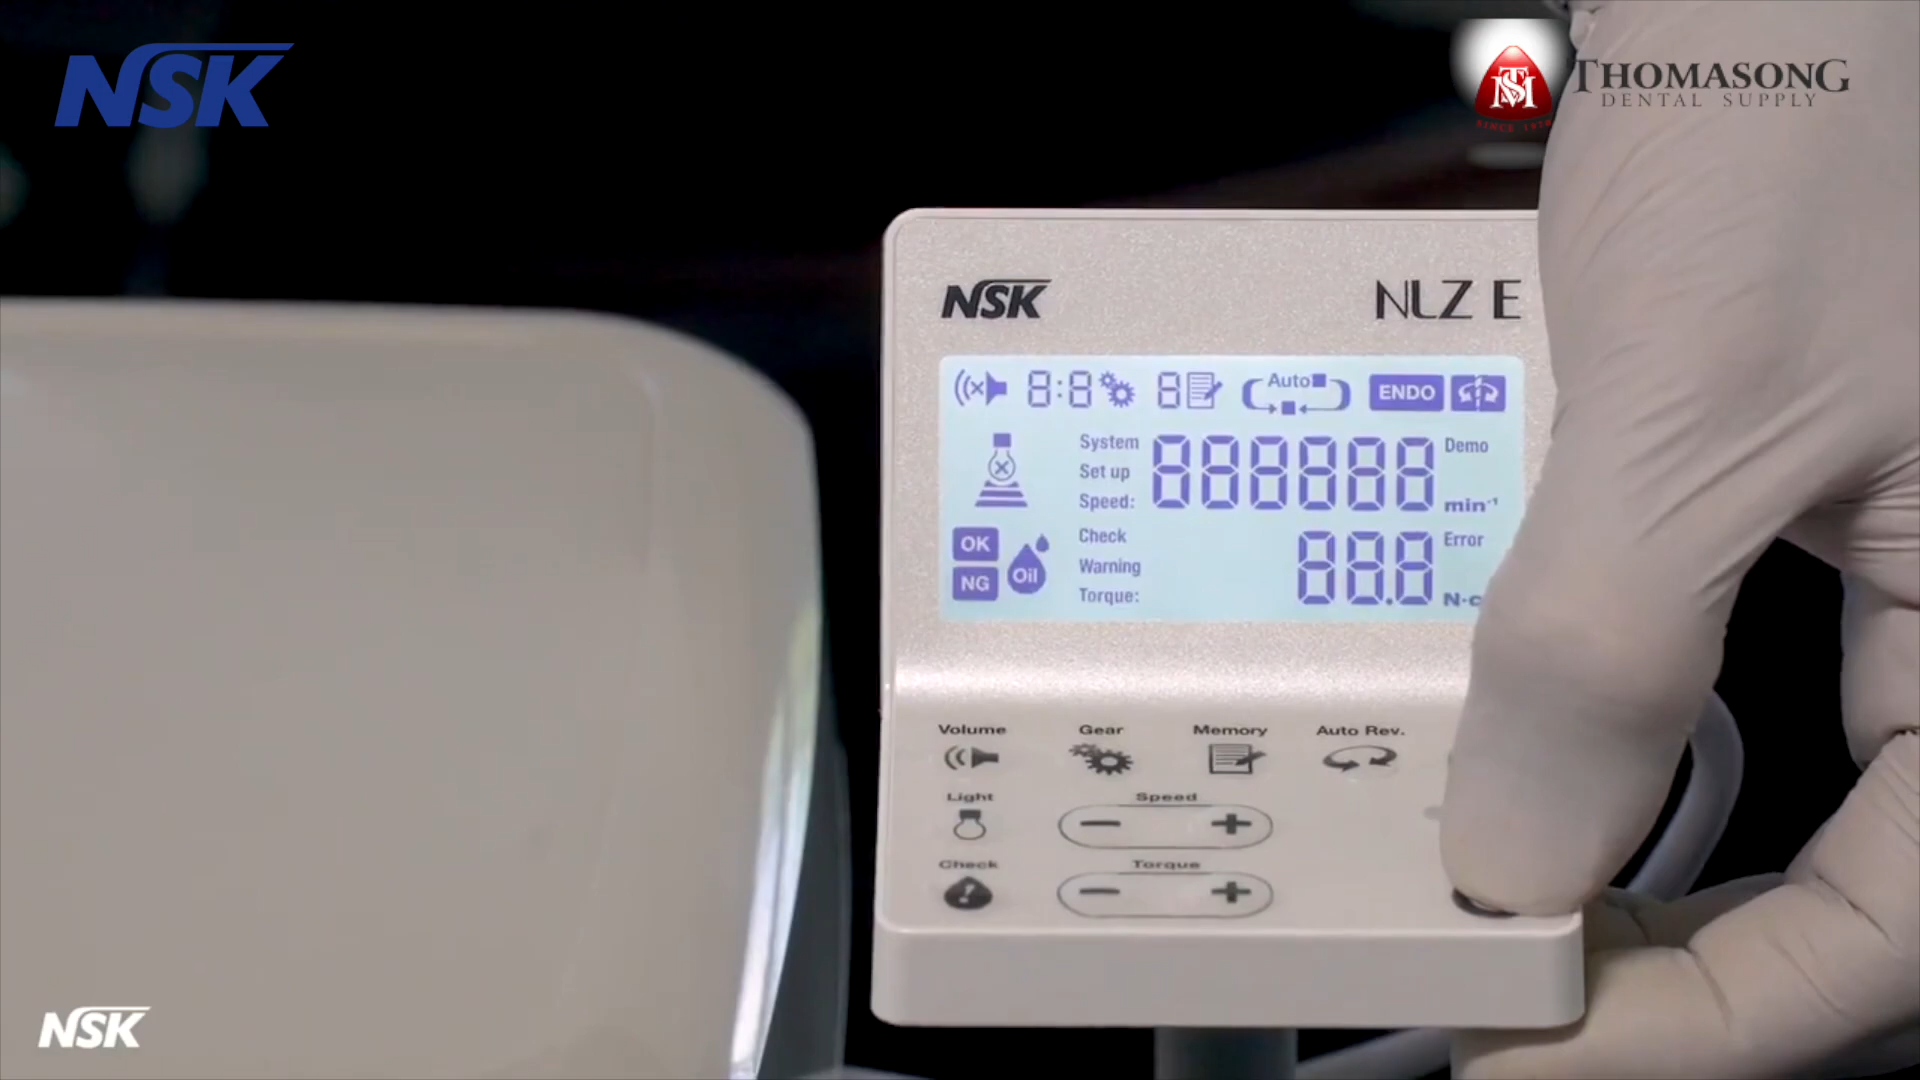 NSK
THOMASONG
DENTAL SUPPLY
SINCE 1978
NSK
NLZ E
8:8 8 Auto ENDO
System
Set up
Speed:
888888
Demo
min⁻¹
OK
NG
Oil
Check
Warning
Torque:
88.8
Error
N·c
Volume Gear Memory Auto Rev.
Light Speed
Check Torque
NSK